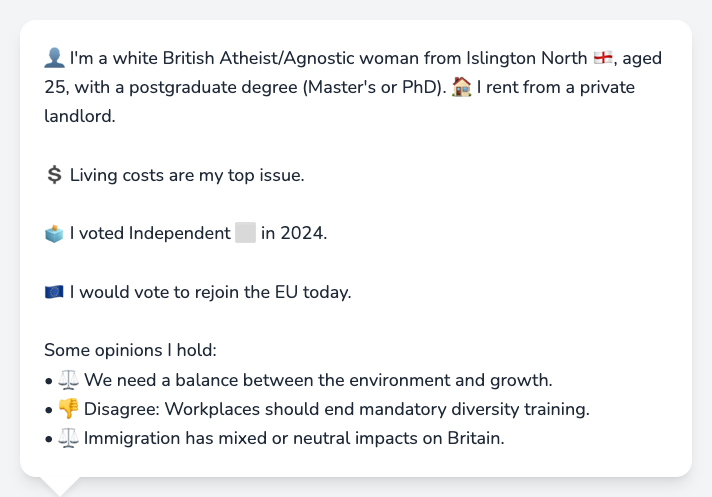 👤 I'm a white British Atheist/Agnostic woman from Islington North 🏴󠁧󠁢󠁥󠁮󠁧󠁿, aged
25, with a postgraduate degree (Master's or PhD). 🏠 I rent from a private
landlord.
💲 Living costs are my top issue.
🗳️ I voted Independent ⬜ in 2024.
🇪🇺 I would vote to rejoin the EU today.
Some opinions I hold:
• ⚖️ We need a balance between the environment and growth.
• 👎 Disagree: Workplaces should end mandatory diversity training.
• ⚖️ Immigration has mixed or neutral impacts on Britain.